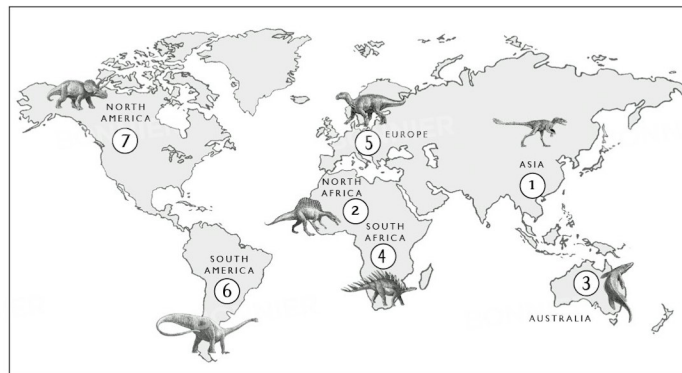 NORTH
AMERICA
7
5
EUROPE
ASIA
1
NORTH
AFRICA
2
SOUTH
AFRICA
4
SOUTH
AMERICA
6
3
AUSTRALIA